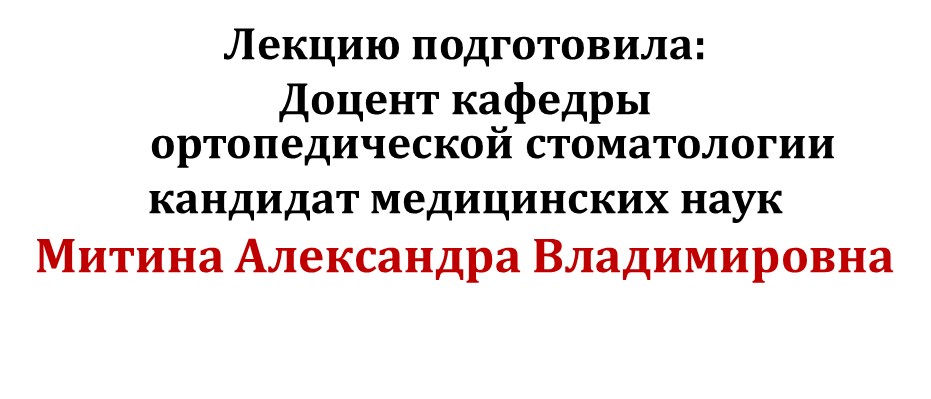 Лекцию подготовила:
Доцент кафедры
ортопедической стоматологии
кандидат медицинских наук
Митина Александра Владимировна